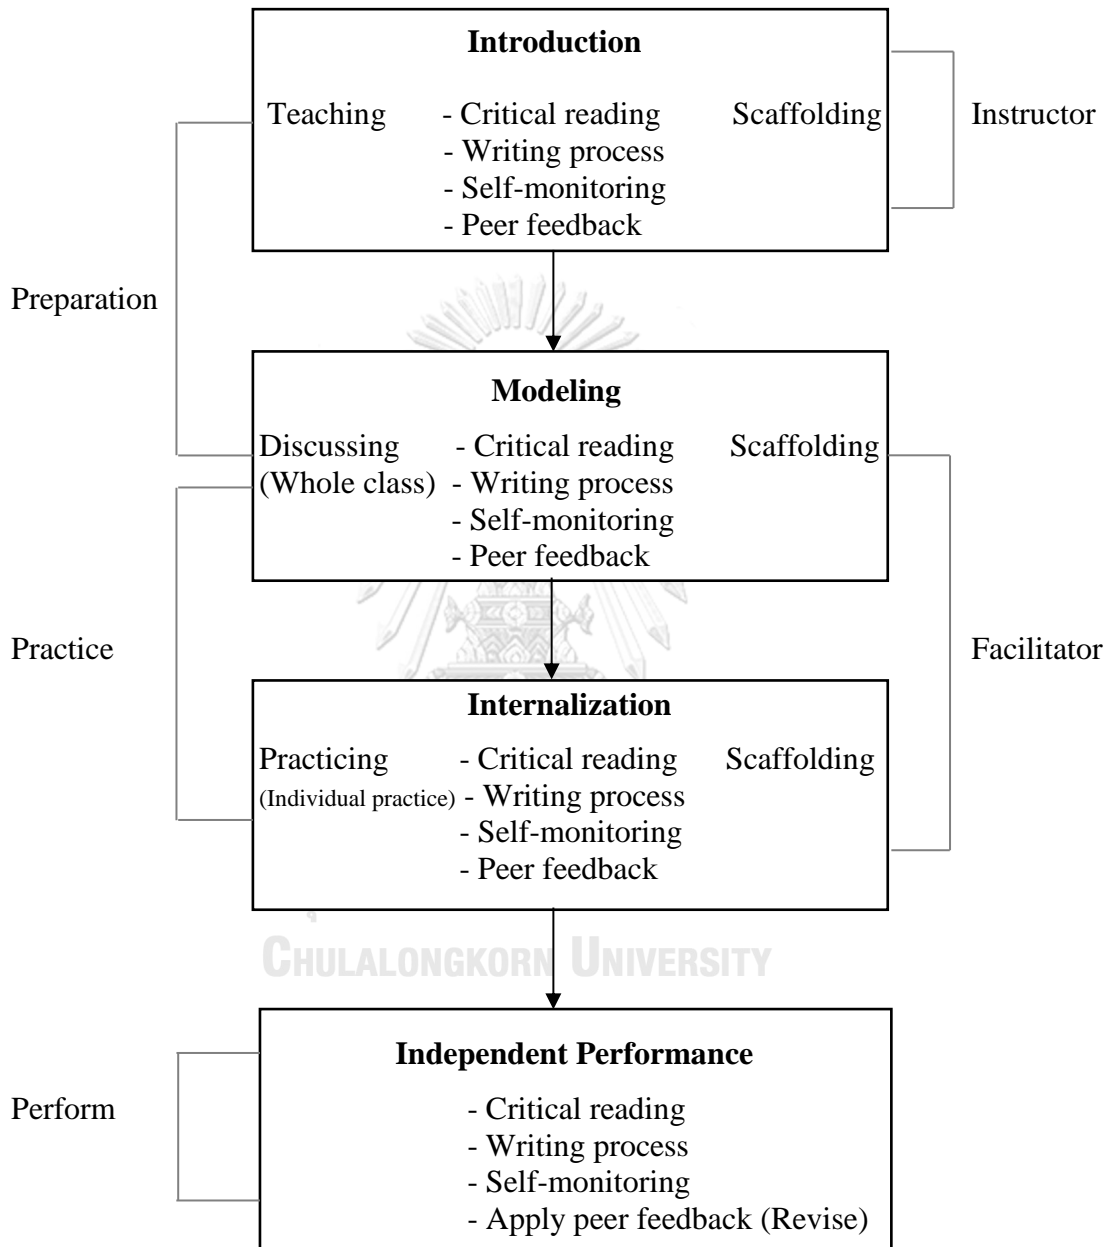 Introduction
Teaching - Critical reading Scaffolding Instructor
- Writing process
- Self-monitoring
- Peer feedback
Preparation
Modeling
Discussing - Critical reading Scaffolding
(Whole class) - Writing process
- Self-monitoring
- Peer feedback
Practice Facilitator
Internalization
Practicing - Critical reading Scaffolding
(Individual practice) - Writing process
- Self-monitoring
- Peer feedback
CHULALONGKORN UNIVERSITY
Independent Performance
Perform - Critical reading
- Writing process
- Self-monitoring
- Apply peer feedback (Revise)